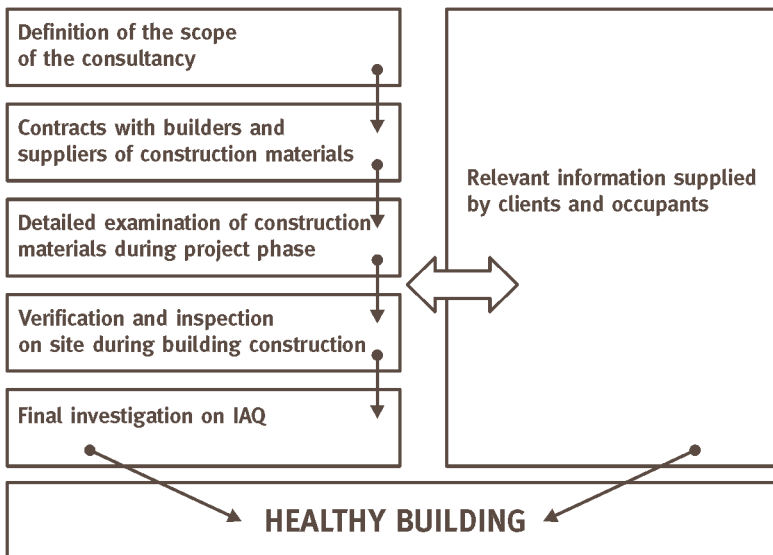 Definition of the scope
of the consultancy
Contracts with builders and
suppliers of construction materials
Detailed examination of construction
materials during project phase
Verification and inspection
on site during building construction
Final investigation on IAQ
Relevant information supplied
by clients and occupants
HEALTHY BUILDING